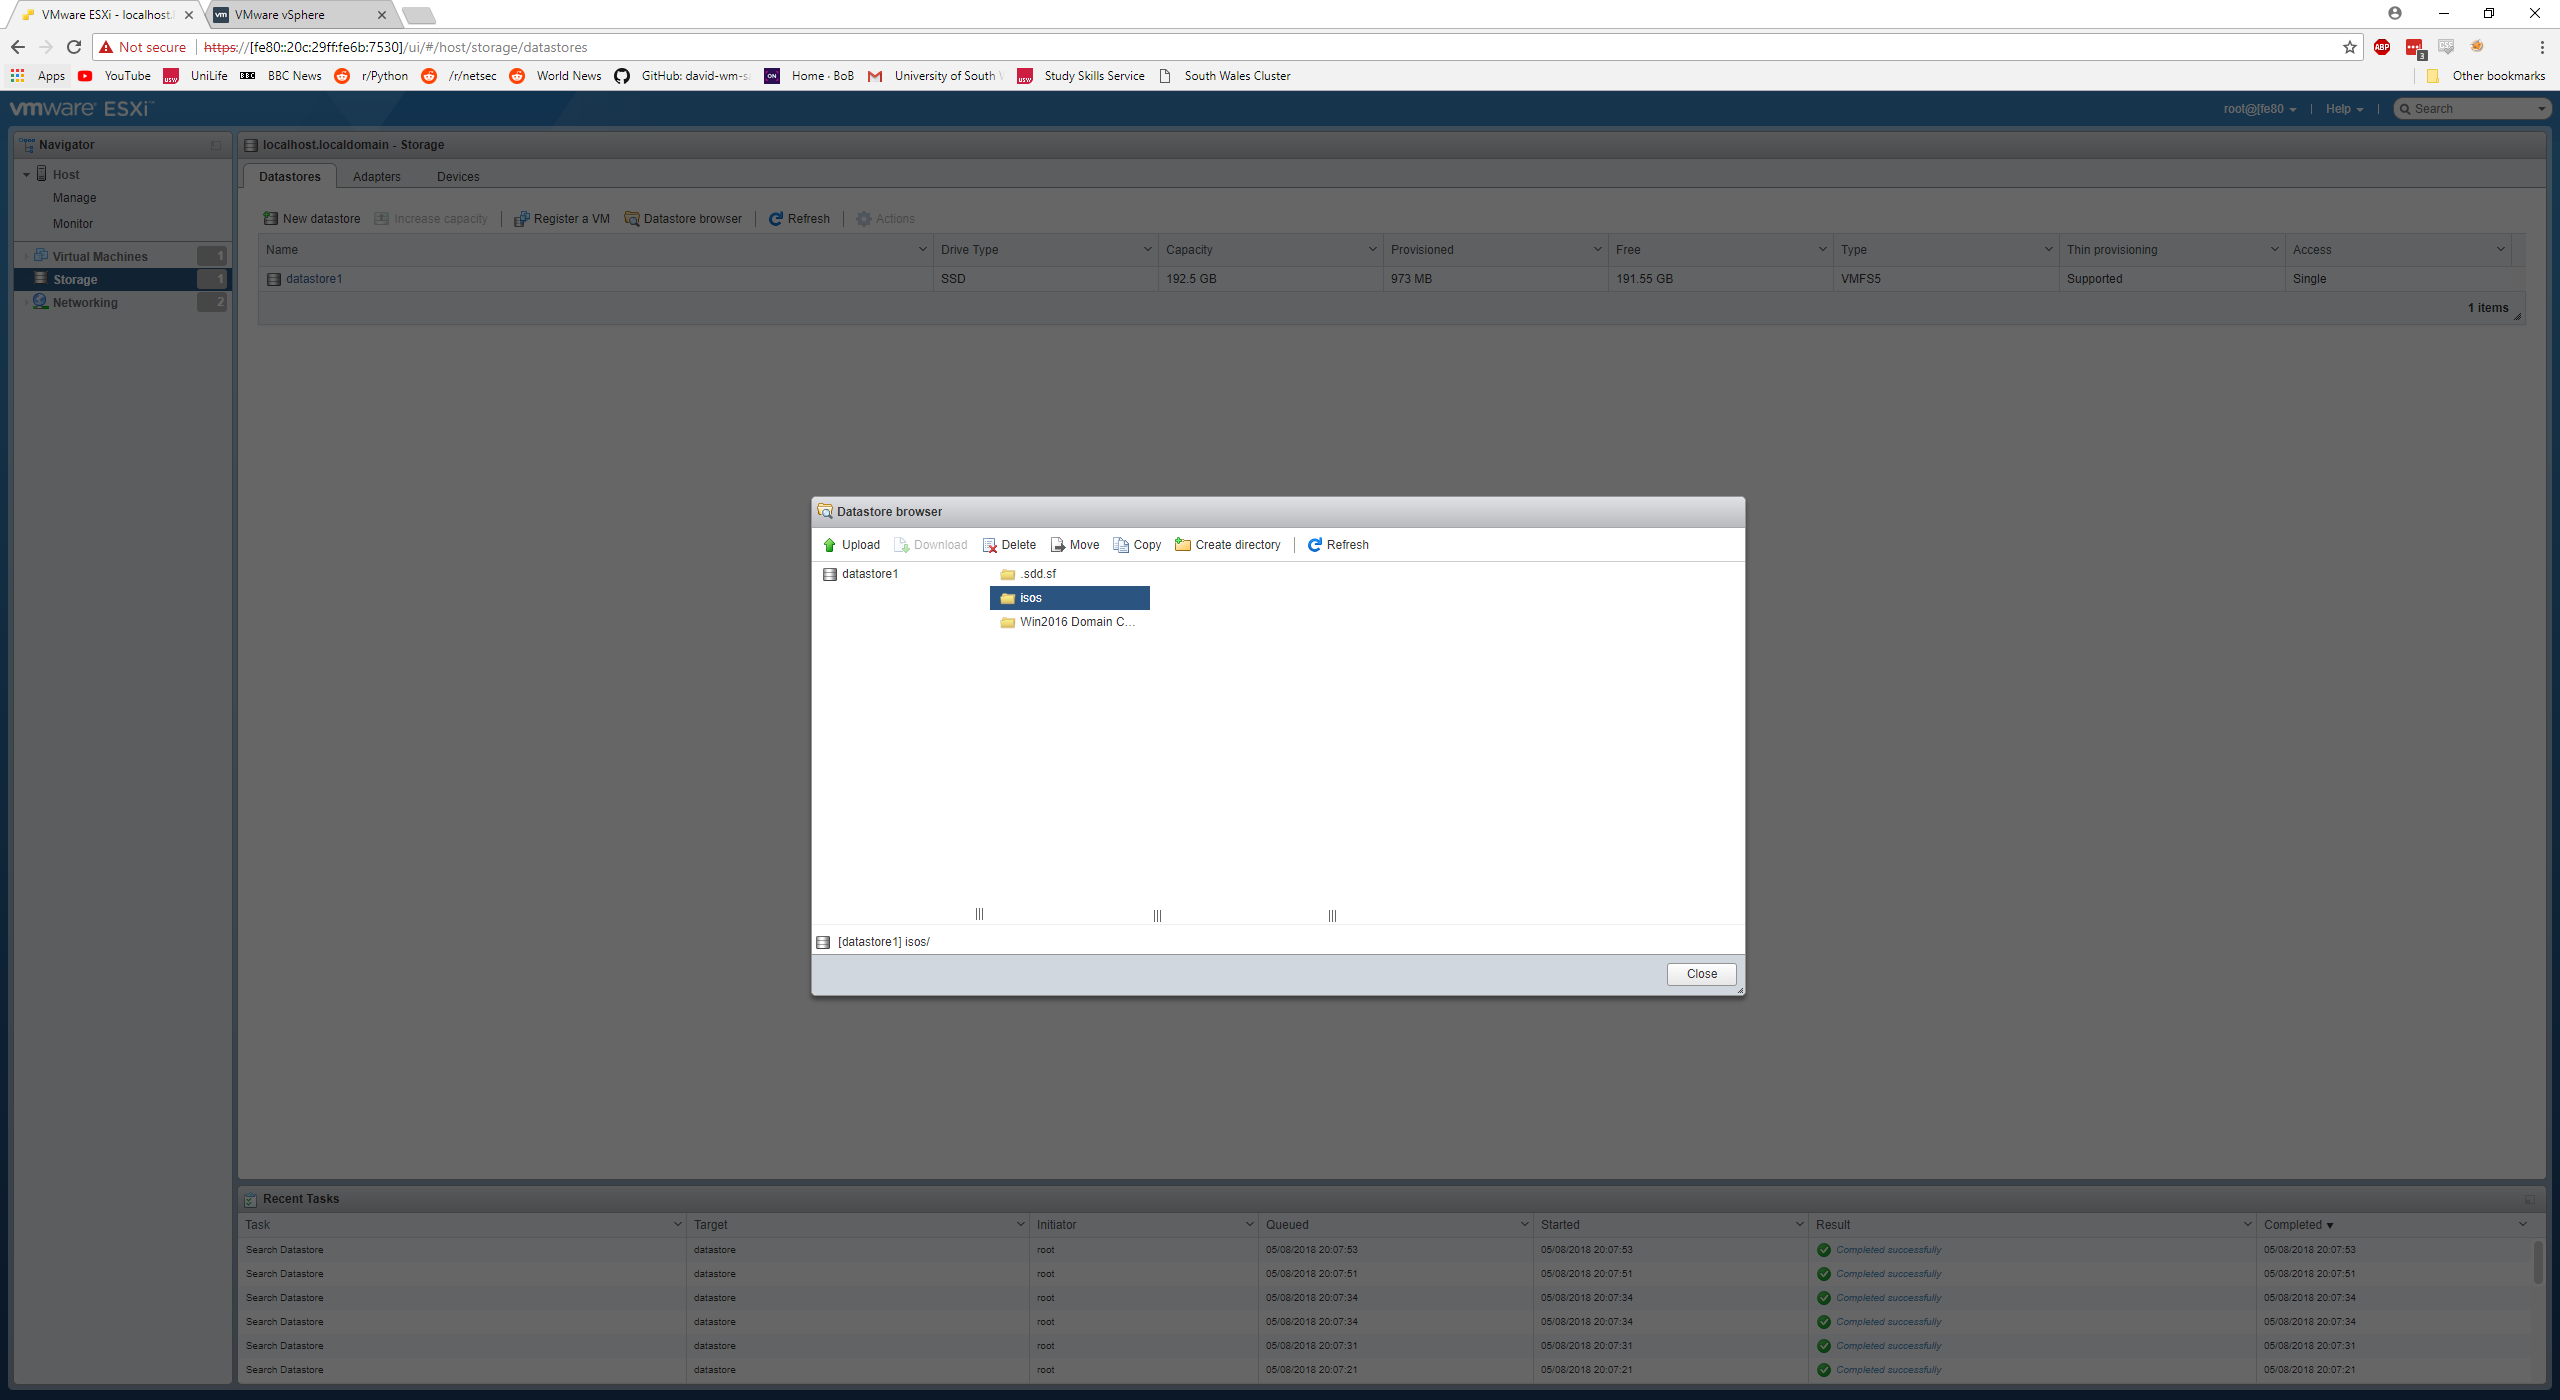 VMware ESXi - localhost.
VMware vSphere
Not secure https://[fe80::20c:29ff:fe6b:7530]/ui/#/host/storage/datastores
ABP
CSS
3
Apps YouTube UniLife BBC News r/Python /r/netsec World News GitHub: david-wm-sa Home · BoB University of South W Study Skills Service South Wales Cluster Other bookmarks
vmware ESXi
root@[fe80 Help Search
Navigator
localhost.localdomain - Storage
Host
Datastores Adapters Devices
Manage
Monitor
New datastore Increase capacity Register a VM Datastore browser Refresh Actions
Virtual Machines 1
Name Drive Type Capacity Provisioned Free Type Thin provisioning Access
Storage 1
datastore1 SSD 192.5 GB 973 MB 191.55 GB VMFS5 Supported Single
Networking 2
1 items
Datastore browser
Upload Download Delete Move Copy Create directory Refresh
datastore1 .sdd.sf
isos
Win2016 Domain C...
[datastore1] isos/
Close
Recent Tasks
Task Target Initiator Queued Started Result Completed
Search Datastore datastore root 05/08/2018 20:07:53 05/08/2018 20:07:53 Completed successfully 05/08/2018 20:07:53
Search Datastore datastore root 05/08/2018 20:07:51 05/08/2018 20:07:51 Completed successfully 05/08/2018 20:07:51
Search Datastore datastore root 05/08/2018 20:07:34 05/08/2018 20:07:34 Completed successfully 05/08/2018 20:07:34
Search Datastore datastore root 05/08/2018 20:07:34 05/08/2018 20:07:34 Completed successfully 05/08/2018 20:07:34
Search Datastore datastore root 05/08/2018 20:07:31 05/08/2018 20:07:31 Completed successfully 05/08/2018 20:07:31
Search Datastore datastore root 05/08/2018 20:07:21 05/08/2018 20:07:21 Completed successfully 05/08/2018 20:07:21